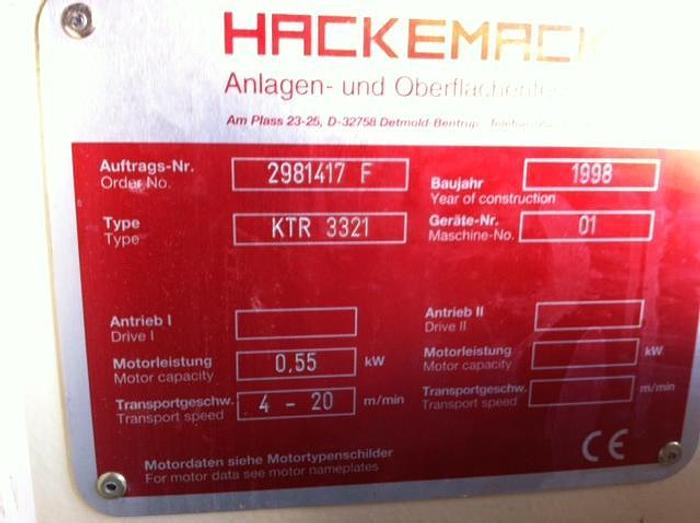 HACKEMACK
Anlagen- und
Am Plass 23-25, D-32758 Detmold-Bentrup
Auftrags-Nr. 2981417 F Baujahr 1998
Order No. Year of construction
Type KTR 3321 Geräte-Nr. 01
Type Maschine-No.
Antrieb I Antrieb II
Drive I Drive II
Motorleistung 0,55 kW Motorleistung kW
Motor capacity Motor capacity
Transportgeschw. 4 - 20 m/min Transportgeschw. m/min
Transport speed Transport speed
CE
Motordaten siehe Motortypenschilder
For motor data see motor nameplates